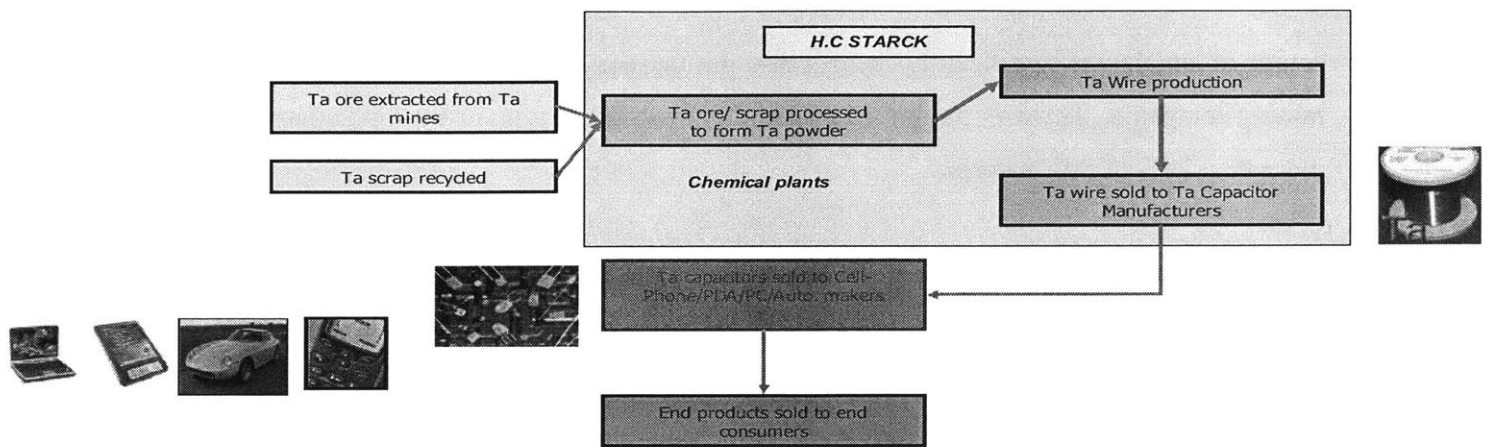 H.C STARCK
Ta ore extracted from Ta
mines
Ta scrap recycled
Ta ore/ scrap processed
to form Ta powder
Chemical plants
Ta Wire production
Ta wire sold to Ta Capacitor
Manufacturers
Ta capacitors sold to Cell-
Phone/PDA/PC/Auto. makers
End products sold to end
consumers